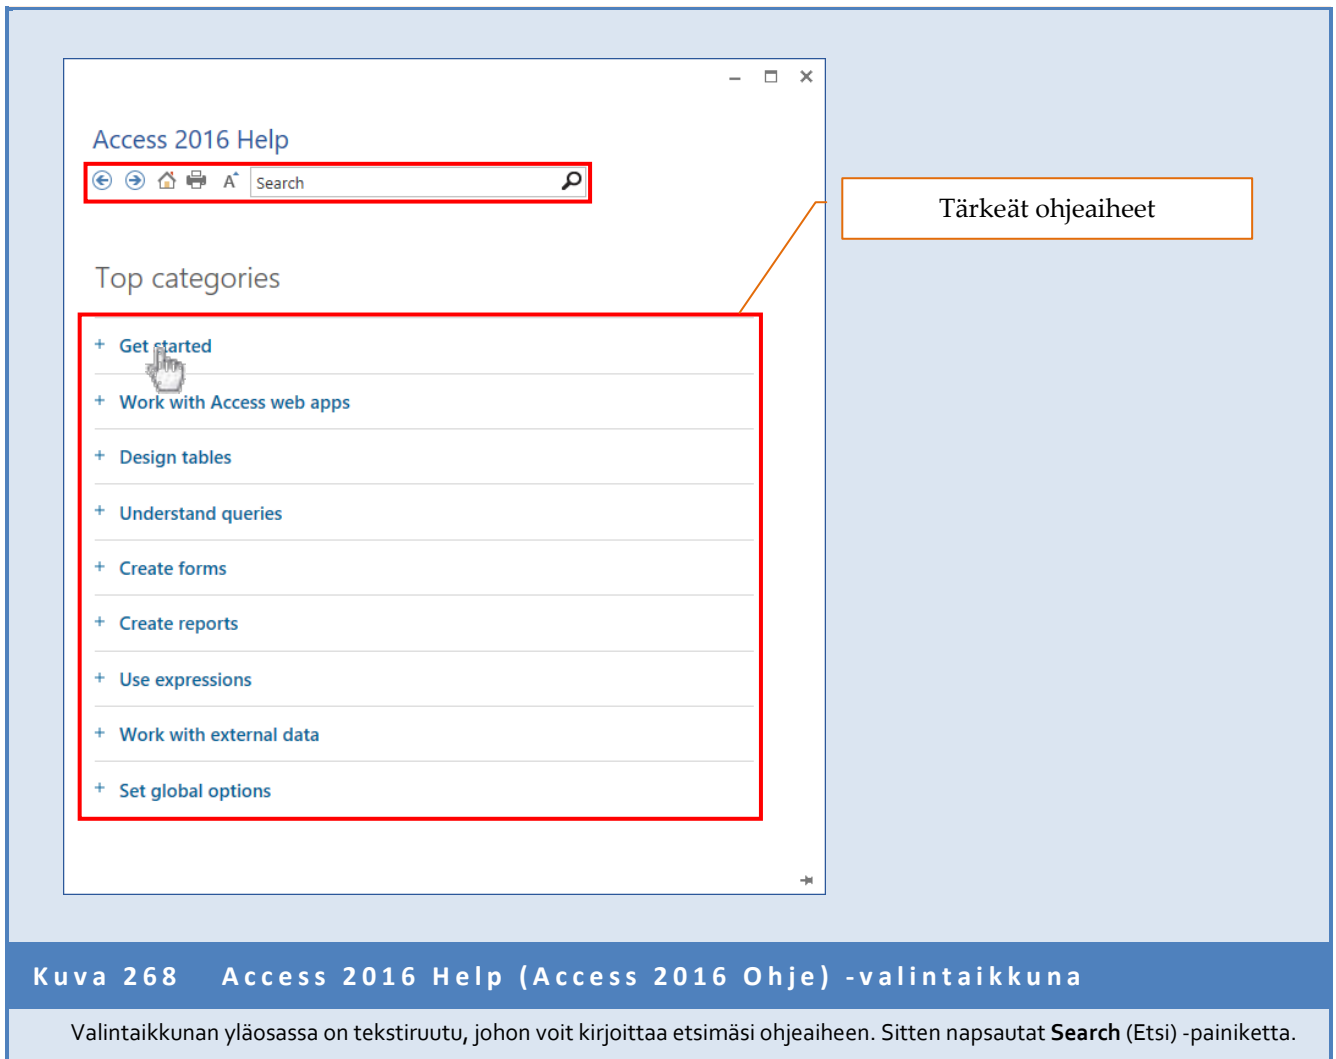 Access 2016 Help
A Search
Tärkeät ohjeaiheet
Top categories
+ Get started
+ Work with Access web apps
+ Design tables
+ Understand queries
+ Create forms
+ Create reports
+ Use expressions
+ Work with external data
+ Set global options
Kuva 268 Access 2016 Help (Access 2016 Ohje) -valintaikkuna
Valintaikkunan yläosassa on tekstiruutu, johon voit kirjoittaa etsimäsi ohjeaiheen. Sitten napsautat Search (Etsi) -painiketta.